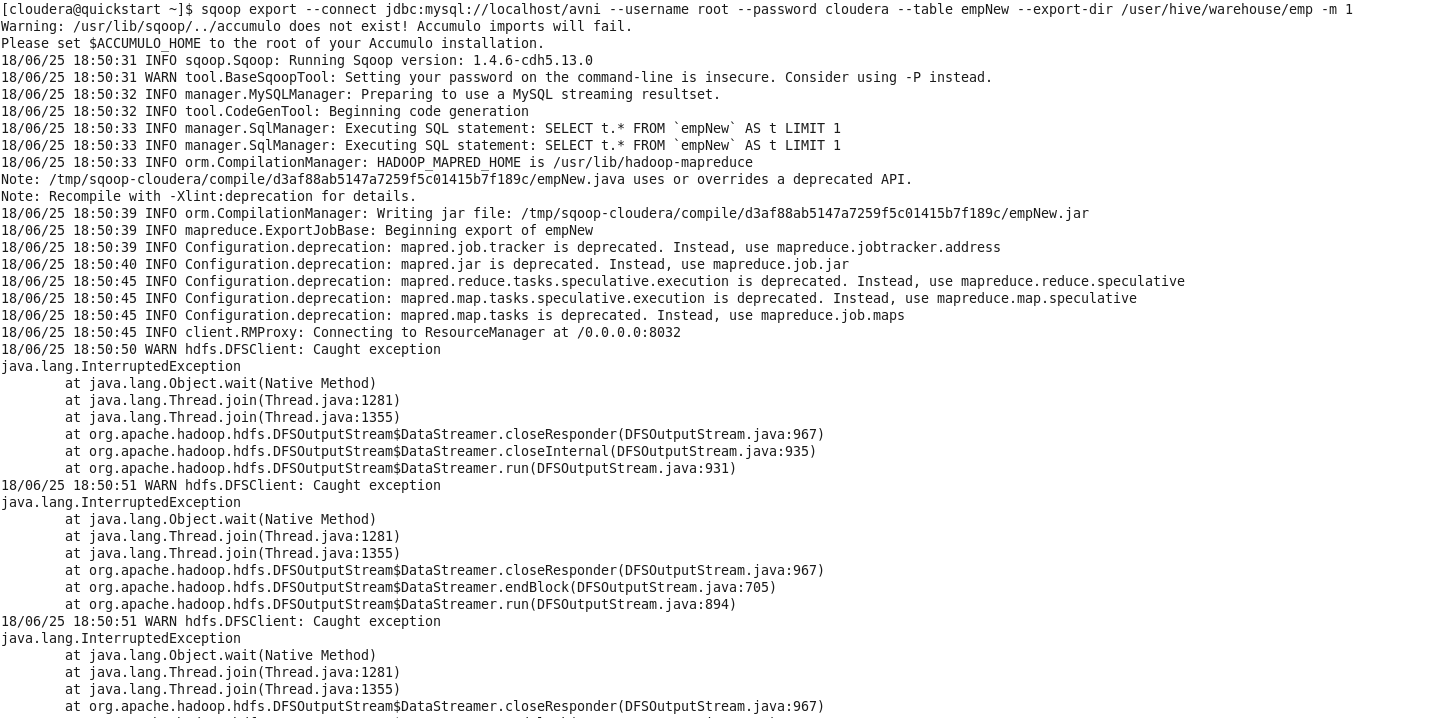 [cloudera@quickstart ~]$ sqoop export --connect jdbc:mysql://localhost/avni --username root --password cloudera --table empNew --export-dir /user/hive/warehouse/emp -m 1
Warning: /usr/lib/sqoop/../accumulo does not exist! Accumulo imports will fail.
Please set $ACCUMULO_HOME to the root of your Accumulo installation.
18/06/25 18:50:31 INFO sqoop.Sqoop: Running Sqoop version: 1.4.6-cdh5.13.0
18/06/25 18:50:31 WARN tool.BaseSqoopTool: Setting your password on the command-line is insecure. Consider using -P instead.
18/06/25 18:50:32 INFO manager.MySQLManager: Preparing to use a MySQL streaming resultset.
18/06/25 18:50:32 INFO tool.CodeGenTool: Beginning code generation
18/06/25 18:50:33 INFO manager.SqlManager: Executing SQL statement: SELECT t.* FROM `empNew` AS t LIMIT 1
18/06/25 18:50:33 INFO manager.SqlManager: Executing SQL statement: SELECT t.* FROM `empNew` AS t LIMIT 1
18/06/25 18:50:33 INFO orm.CompilationManager: HADOOP_MAPRED_HOME is /usr/lib/hadoop-mapreduce
Note: /tmp/sqoop-cloudera/compile/d3af88ab5147a7259f5c01415b7f189c/empNew.java uses or overrides a deprecated API.
Note: Recompile with -Xlint:deprecation for details.
18/06/25 18:50:39 INFO orm.CompilationManager: Writing jar file: /tmp/sqoop-cloudera/compile/d3af88ab5147a7259f5c01415b7f189c/empNew.jar
18/06/25 18:50:39 INFO mapreduce.ExportJobBase: Beginning export of empNew
18/06/25 18:50:39 INFO Configuration.deprecation: mapred.job.tracker is deprecated. Instead, use mapreduce.jobtracker.address
18/06/25 18:50:40 INFO Configuration.deprecation: mapred.jar is deprecated. Instead, use mapreduce.job.jar
18/06/25 18:50:45 INFO Configuration.deprecation: mapred.reduce.tasks.speculative.execution is deprecated. Instead, use mapreduce.reduce.speculative
18/06/25 18:50:45 INFO Configuration.deprecation: mapred.map.tasks.speculative.execution is deprecated. Instead, use mapreduce.map.speculative
18/06/25 18:50:45 INFO Configuration.deprecation: mapred.map.tasks is deprecated. Instead, use mapreduce.job.maps
18/06/25 18:50:45 INFO client.RMProxy: Connecting to ResourceManager at /0.0.0.0:8032
18/06/25 18:50:50 WARN hdfs.DFSClient: Caught exception
java.lang.InterruptedException
	at java.lang.Object.wait(Native Method)
	at java.lang.Thread.join(Thread.java:1281)
	at java.lang.Thread.join(Thread.java:1355)
	at org.apache.hadoop.hdfs.DFSOutputStream$DataStreamer.closeResponder(DFSOutputStream.java:967)
	at org.apache.hadoop.hdfs.DFSOutputStream$DataStreamer.closeInternal(DFSOutputStream.java:935)
	at org.apache.hadoop.hdfs.DFSOutputStream$DataStreamer.run(DFSOutputStream.java:931)
18/06/25 18:50:51 WARN hdfs.DFSClient: Caught exception
java.lang.InterruptedException
	at java.lang.Object.wait(Native Method)
	at java.lang.Thread.join(Thread.java:1281)
	at java.lang.Thread.join(Thread.java:1355)
	at org.apache.hadoop.hdfs.DFSOutputStream$DataStreamer.closeResponder(DFSOutputStream.java:967)
	at org.apache.hadoop.hdfs.DFSOutputStream$DataStreamer.endBlock(DFSOutputStream.java:705)
	at org.apache.hadoop.hdfs.DFSOutputStream$DataStreamer.run(DFSOutputStream.java:894)
18/06/25 18:50:51 WARN hdfs.DFSClient: Caught exception
java.lang.InterruptedException
	at java.lang.Object.wait(Native Method)
	at java.lang.Thread.join(Thread.java:1281)
	at java.lang.Thread.join(Thread.java:1355)
	at org.apache.hadoop.hdfs.DFSOutputStream$DataStreamer.closeResponder(DFSOutputStream.java:967)